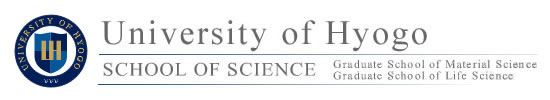 UNIVERSITY OF HYOGO
UH
University of Hyogo
SCHOOL OF SCIENCE
Graduate School of Material Science
Graduate School of Life Science